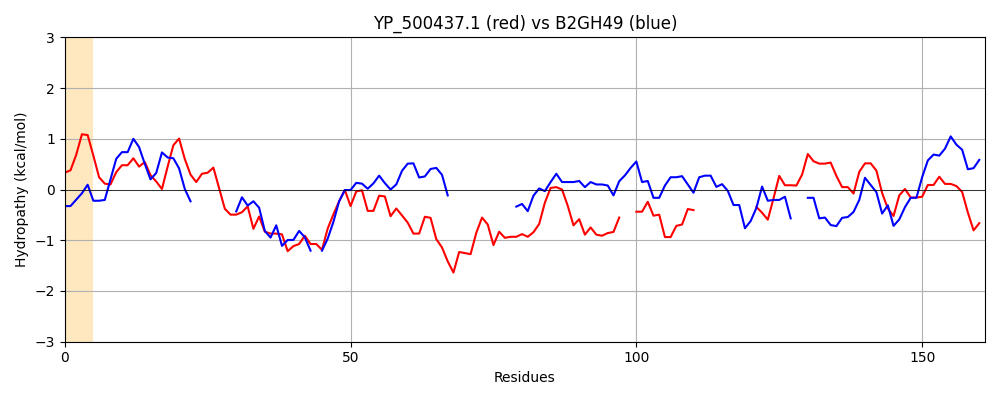 YP_500437.1 (red) vs B2GH49 (blue)
3
2
1
0
−1
−2
−3
Hydropathy (kcal/mol)
0 50 100 150
Residues